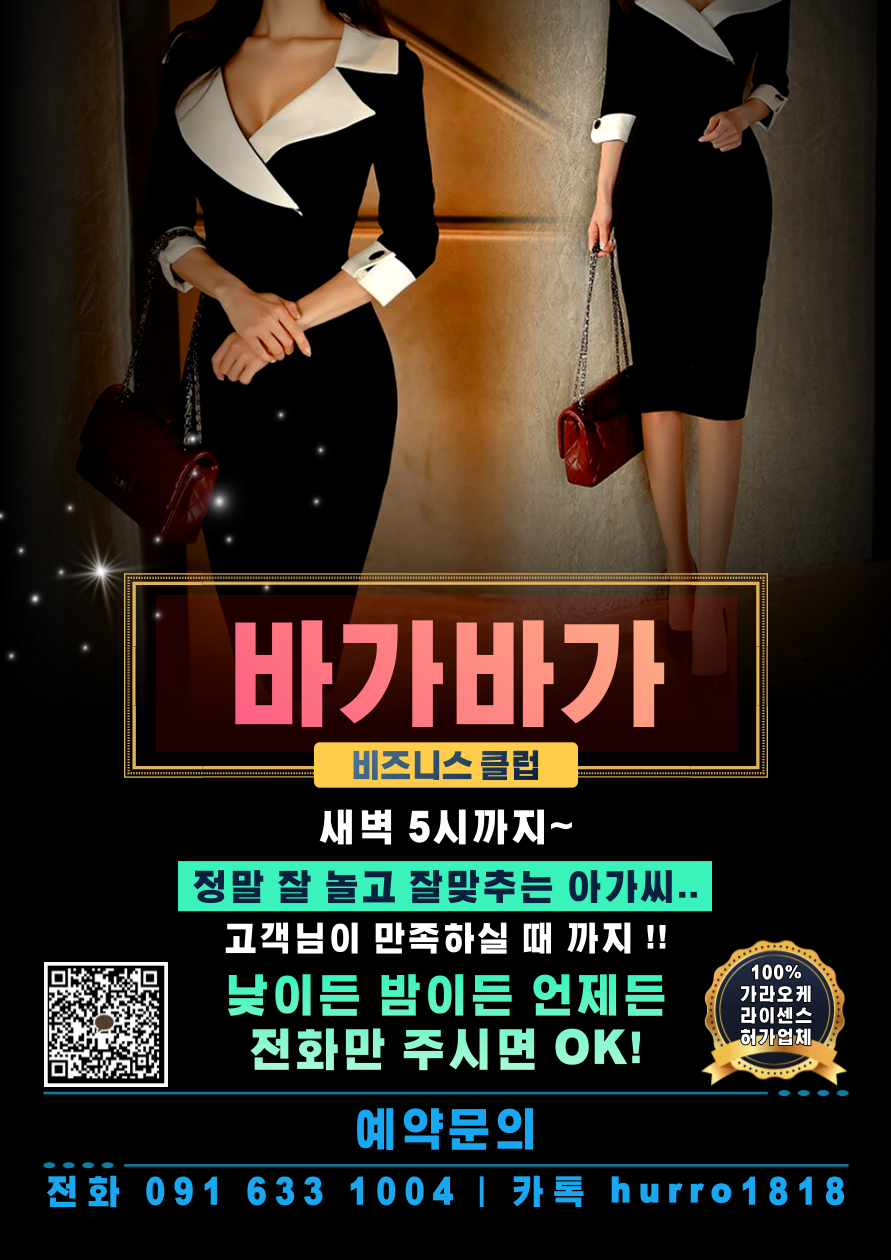 바가바가
비즈니스 클럽
새벽 5시까지~
정말 잘 놀고 잘맞추는 아가씨..
고객님이 만족하실 때 까지 !!
낮이든 밤이든 언제든
전화만 주시면 OK!
100%
가라오케
라이센스
허가업체
예약문의
전화 091 633 1004 | 카톡 hurro1818